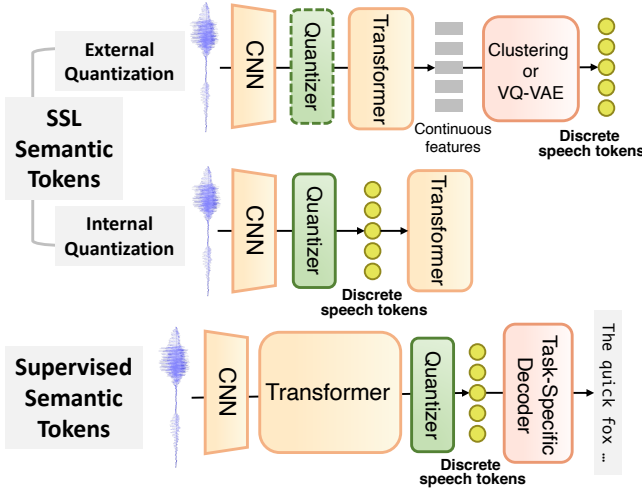 External
Quantization
CNN
Quantizer
Transformer
Continuous
features
Clustering
or
VQ-VAE
Discrete
speech tokens
SSL
Semantic
Tokens
Internal
Quantization
CNN
Quantizer
Discrete
speech tokens
Transformer
Supervised
Semantic
Tokens
CNN
Transformer
Quantizer
Discrete
speech tokens
Task-Specific
Decoder
The quick fox …